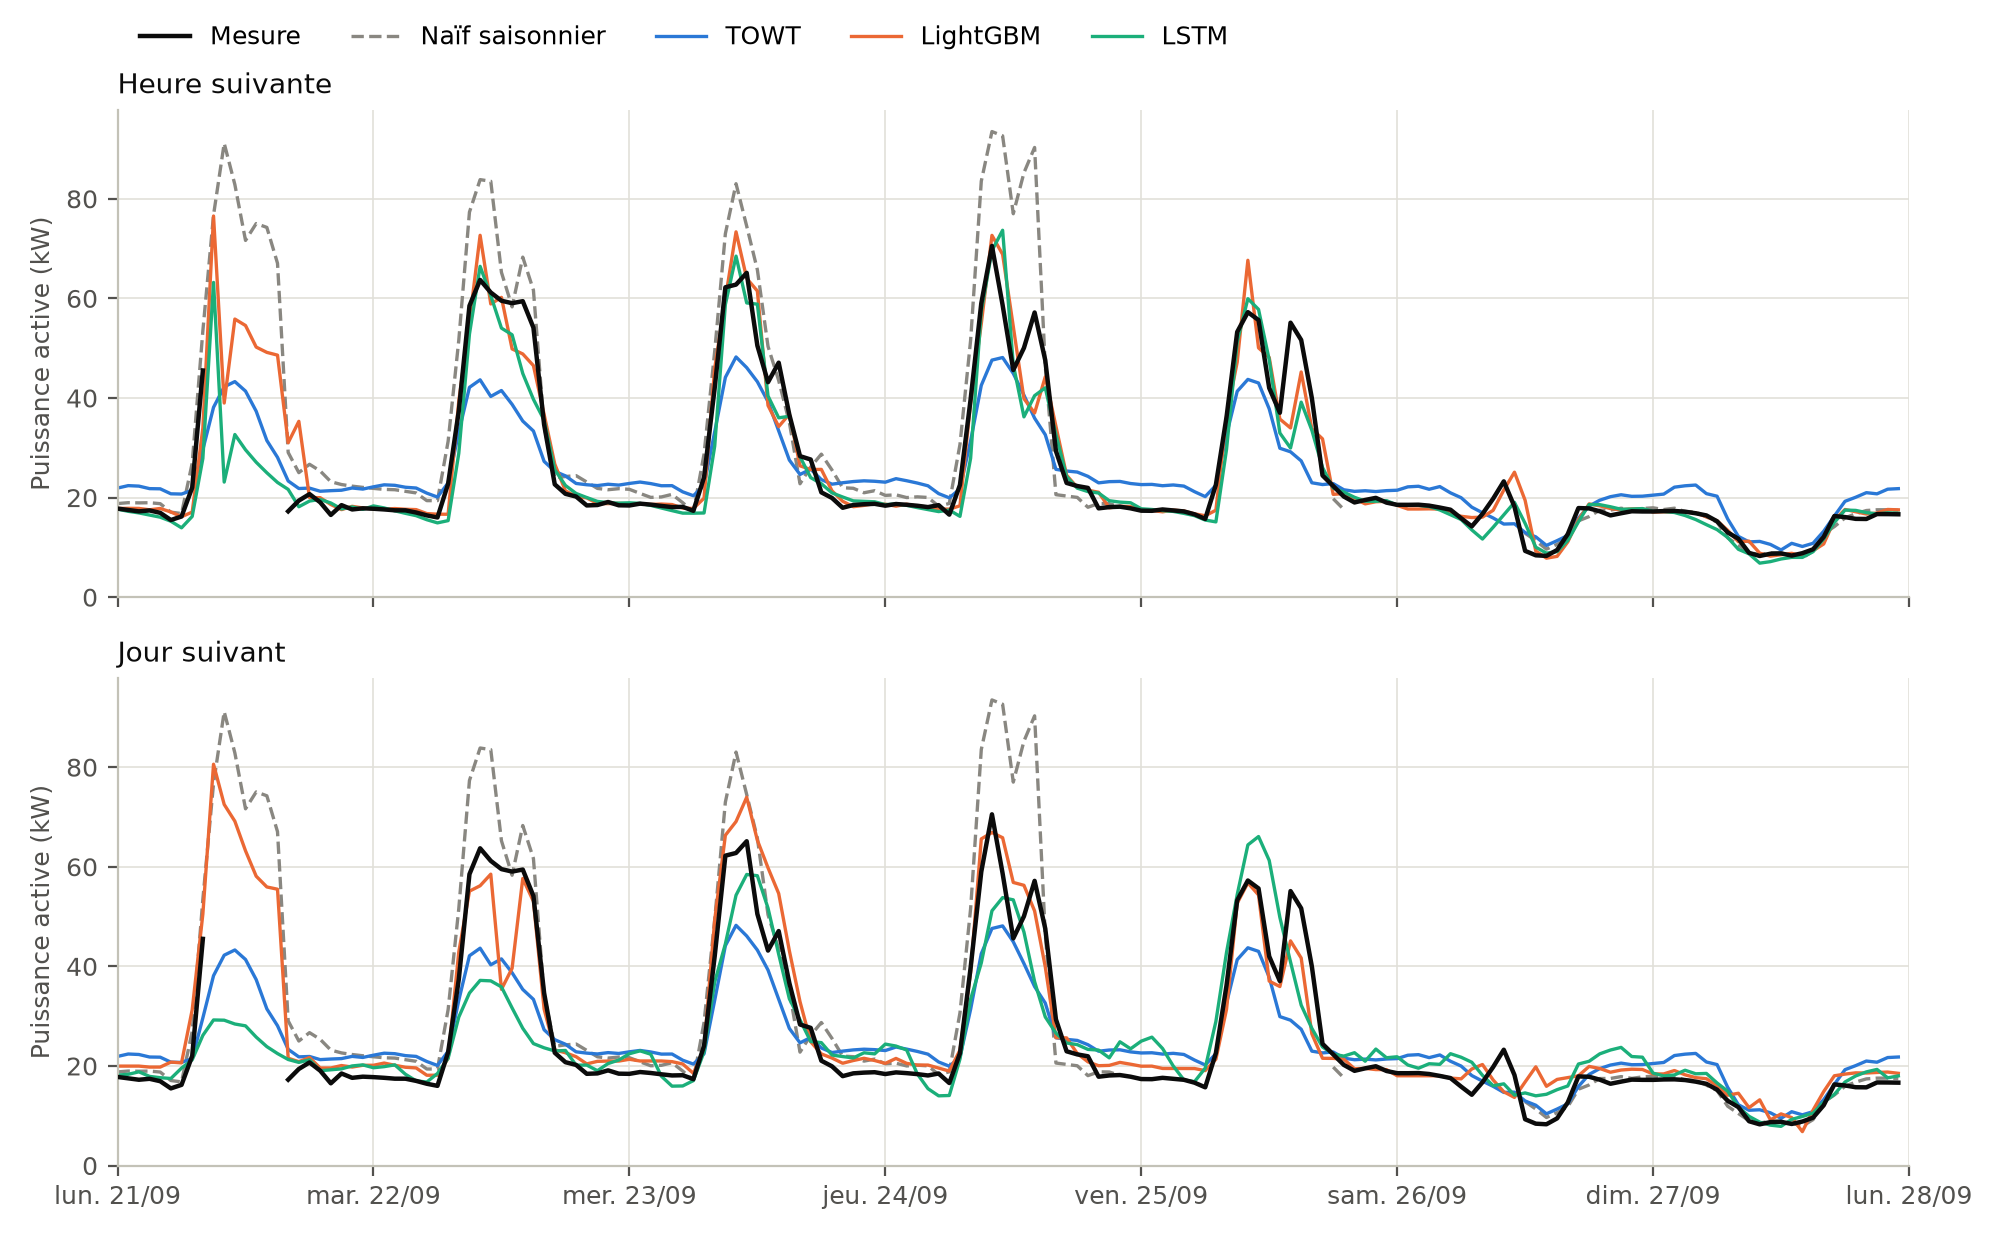 Mesure Naïf saisonnier TOWT LightGBM LSTM
Heure suivante
Puissance active (kW)
80
60
40
20
0
Jour suivant
Puissance active (kW)
80
60
40
20
0
lun. 21/09 mar. 22/09 mer. 23/09 jeu. 24/09 ven. 25/09 sam. 26/09 dim. 27/09 lun. 28/09